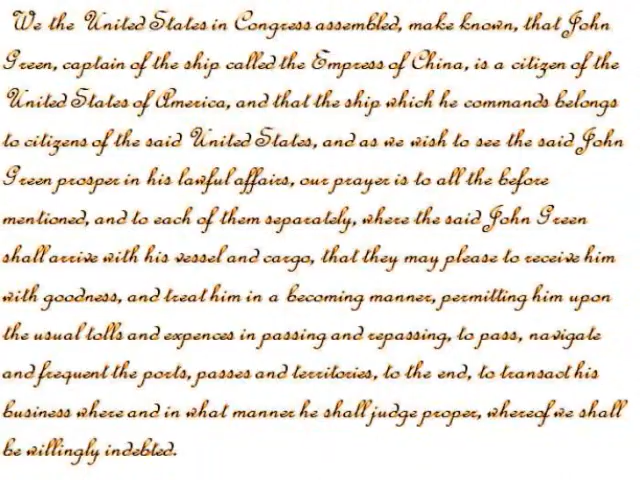 We the United States in Congress assembled, make known, that John
Green, captain of the ship called the Empress of China, is a citizen of the
United States of America, and that the ship which he commands belongs
to citizens of the said United States, and as we wish to see the said John
Green prosper in his lawful affairs, our prayer is to all the before
mentioned, and to each of them separately, where the said John Green
shall arrive with his vessel and cargo, that they may please to receive him
with goodness, and treat him in a becoming manner, permitting him upon
the usual tolls and expences in passing and repassing, to pass, navigate
and frequent the ports, passes and territories, to the end, to transact his
business where and in what manner he shall judge proper, whereof we shall
be willingly indebted.